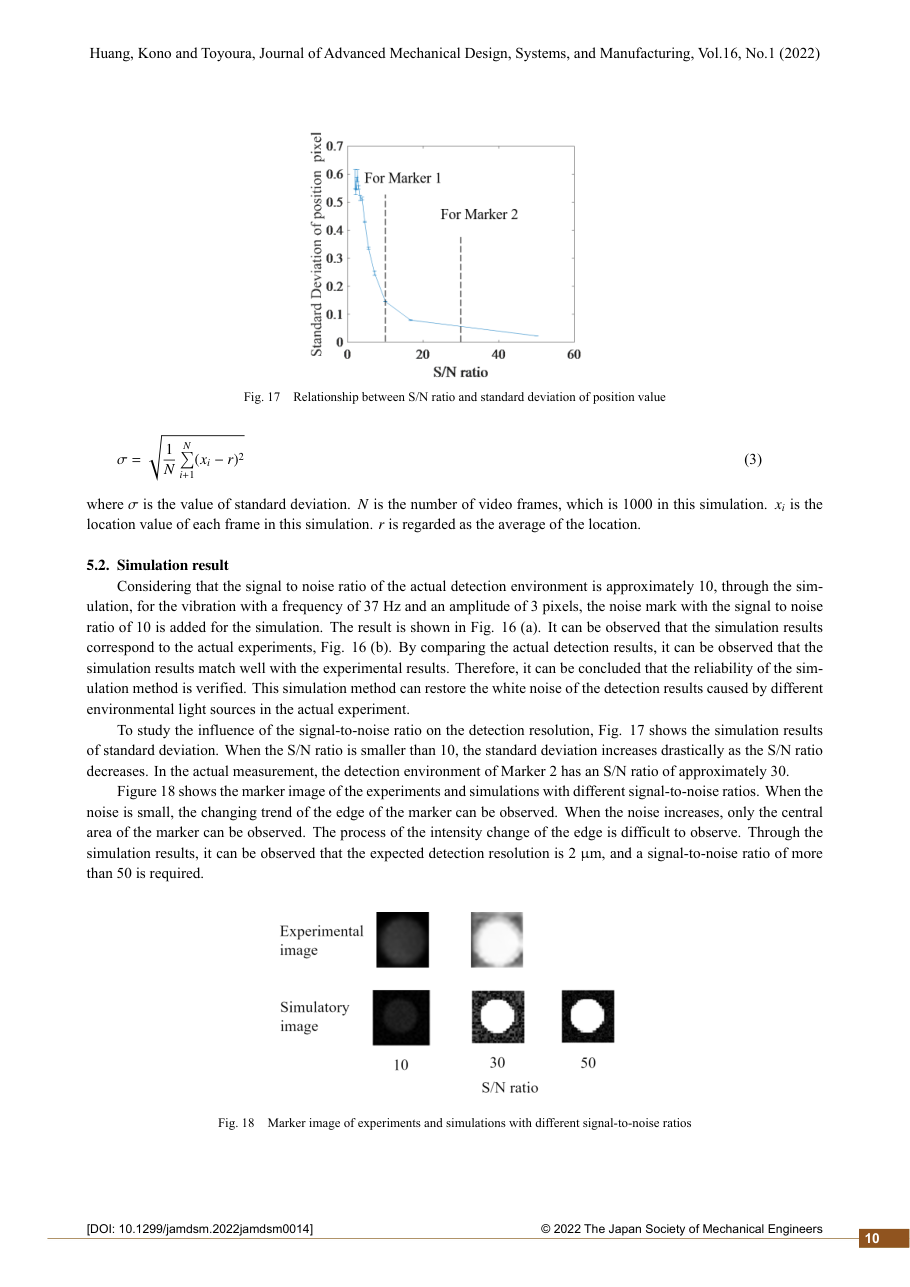 Huang, Kono and Toyoura, Journal of Advanced Mechanical Design, Systems, and Manufacturing, Vol.16, No.1 (2022)
Standard Deviation of position pixel
0.7
0.6
0.5
0.4
0.3
0.2
0.1
0
For Marker 1
For Marker 2
0 20 40 60
S/N ratio
Fig. 17 Relationship between S/N ratio and standard deviation of position value
σ = √(1/N ∑_{i+1}^{N} (x_i − r)²) (3)
where σ is the value of standard deviation. N is the number of video frames, which is 1000 in this simulation. x_i is the
location value of each frame in this simulation. r is regarded as the average of the location.
5.2. Simulation result
Considering that the signal to noise ratio of the actual detection environment is approximately 10, through the sim-
ulation, for the vibration with a frequency of 37 Hz and an amplitude of 3 pixels, the noise mark with the signal to noise
ratio of 10 is added for the simulation. The result is shown in Fig. 16 (a). It can be observed that the simulation results
correspond to the actual experiments, Fig. 16 (b). By comparing the actual detection results, it can be observed that the
simulation results match well with the experimental results. Therefore, it can be concluded that the reliability of the sim-
ulation method is verified. This simulation method can restore the white noise of the detection results caused by different
environmental light sources in the actual experiment.
To study the influence of the signal-to-noise ratio on the detection resolution, Fig. 17 shows the simulation results
of standard deviation. When the S/N ratio is smaller than 10, the standard deviation increases drastically as the S/N ratio
decreases. In the actual measurement, the detection environment of Marker 2 has an S/N ratio of approximately 30.
Figure 18 shows the marker image of the experiments and simulations with different signal-to-noise ratios. When the
noise is small, the changing trend of the edge of the marker can be observed. When the noise increases, only the central
area of the marker can be observed. The process of the intensity change of the edge is difficult to observe. Through the
simulation results, it can be observed that the expected detection resolution is 2 μm, and a signal-to-noise ratio of more
than 50 is required.
Experimental
image
Simulatory
image
10 30 50
S/N ratio
Fig. 18 Marker image of experiments and simulations with different signal-to-noise ratios
[DOI: 10.1299/jamdsm.2022jamdsm0014] © 2022 The Japan Society of Mechanical Engineers
10